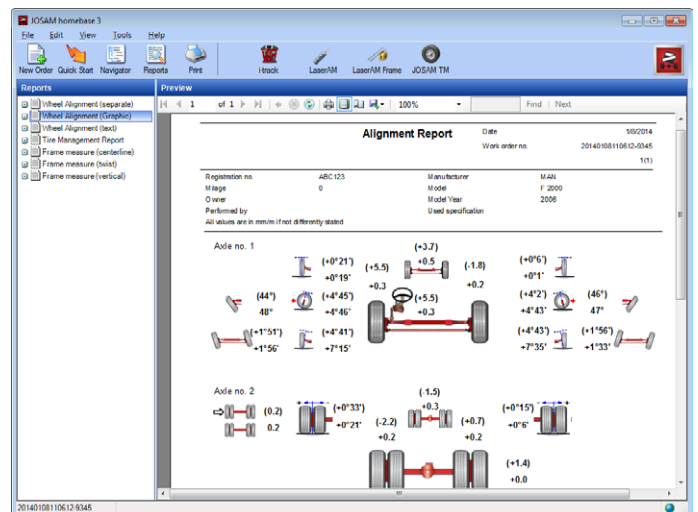 JOSAM homebase 3
File Edit View Tools Help
New Order Quick Start Navigator Reports Print I-track LaserAM LaserAM Frame JOSAM TM
Reports Preview
Wheel Alignment (separate)
Wheel Alignment (Graphic)
Wheel Alignment (text)
Tire Management Report
Frame measure (centerline)
Frame measure (twist)
Frame measure (vertical)
1 of 1 100% Find | Next
Alignment Report
Date 1/8/2014
Work order no. 20140108110612-9345
1(1)
Registration no. ABC123 Manufacturer MAN
Milage 0 Model F 2000
Owner Model Year 2006
Performed by Used specification
All values are in mm/m if not differently stated
Axle no. 1
(+3.7)
(+0°21') (+5.5) +0.5 (-1.8) (+0°6')
+0°19' +0.3 +0.2 +0°1'
(44°) (+4°45') (+5.5) (+4°2') (46°)
48° +4°46' +0.3 +4°43' 47°
(+1°51') (+4°41') (+4°43') (+1°56')
+1°56' +7°15' +7°35' +1°33'
Axle no. 2
(-1.5)
(0.2) (+0°33') +0.3 (+0°15')
0.2 +0°21' (-2.2) (+0.7) +0°6'
+0.2 +0.2
(+1.4)
+0.0
20140108110612-9345